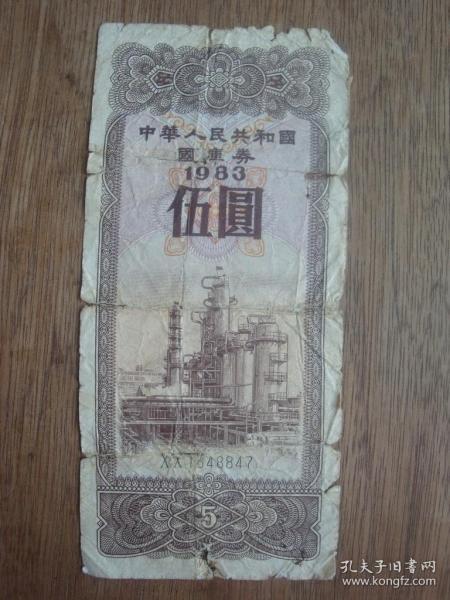 中華人民共和國
國庫券
1983
伍圓
XX1648847
5
孔夫子旧书网
www.kongfz.com